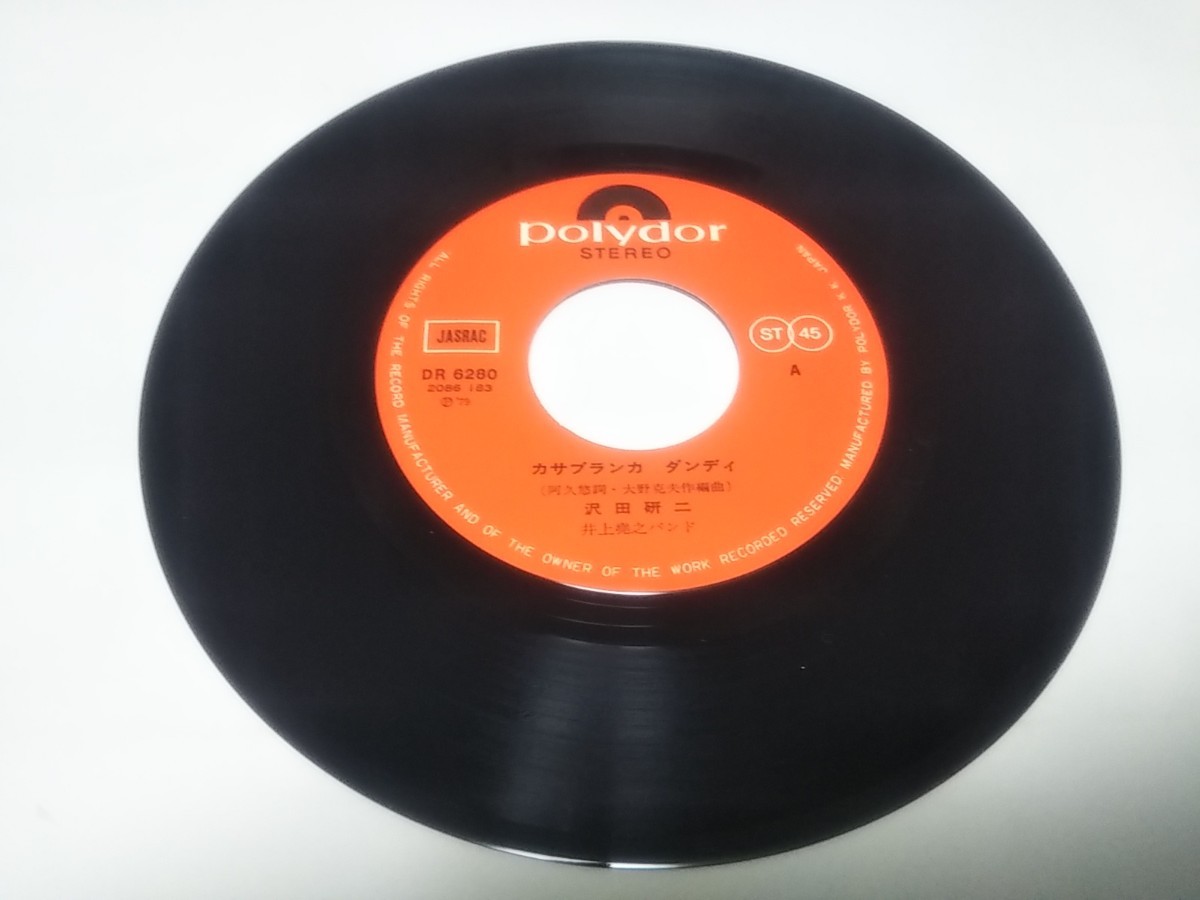 polydor
STEREO
JASRAC
DR 6280
2086 183
Ⓟ '79
ST 45
A
カサブランカ ダンディ
(阿久悠詞・大野克夫作編曲)
沢田研二
井上堯之バンド
ALL RIGHTS OF THE RECORD MANUFACTURER AND OF THE OWNER OF THE WORK RECORDED RESERVED. MANUFACTURED BY POLYDOR K.K. JAPAN